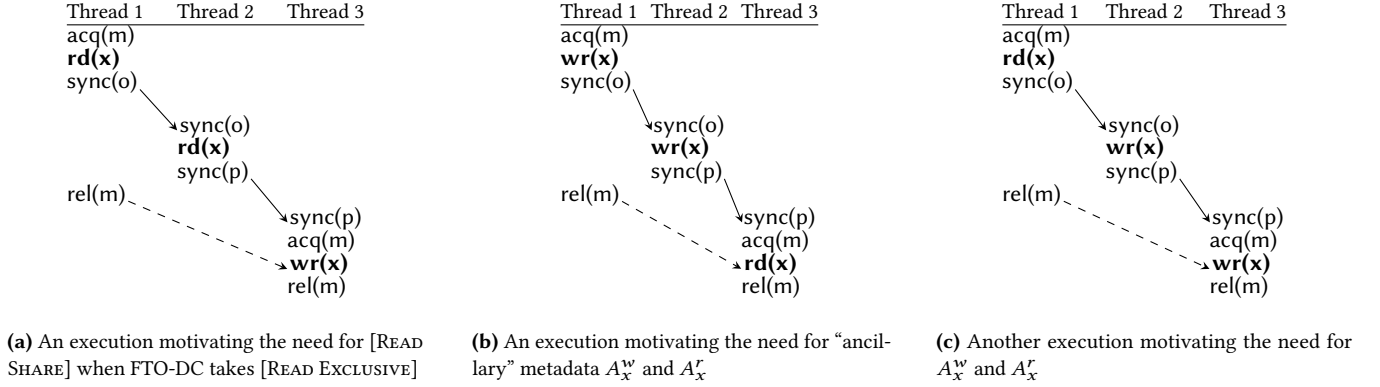 Thread 1 Thread 2 Thread 3
acq(m)
rd(x)
sync(o)
sync(o)
rd(x)
sync(p)
rel(m)
sync(p)
acq(m)
wr(x)
rel(m)
(a) An execution motivating the need for [Read
Share] when FTO-DC takes [Read Exclusive]
Thread 1 Thread 2 Thread 3
acq(m)
wr(x)
sync(o)
sync(o)
wr(x)
sync(p)
rel(m)
sync(p)
acq(m)
rd(x)
rel(m)
(b) An execution motivating the need for “ancil-
lary” metadata A_x^w and A_x^r
Thread 1 Thread 2 Thread 3
acq(m)
rd(x)
sync(o)
sync(o)
wr(x)
sync(p)
rel(m)
sync(p)
acq(m)
wr(x)
rel(m)
(c) Another execution motivating the need for
A_x^w and A_x^r